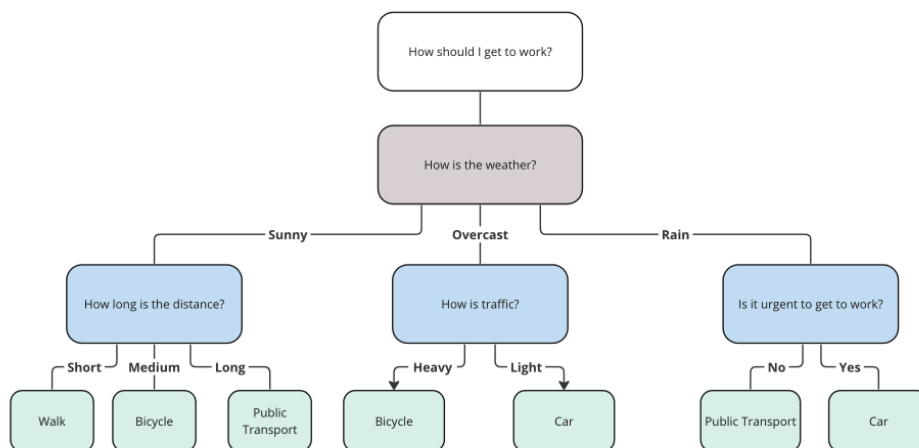 How should I get to work?
How is the weather?
Sunny
Overcast
Rain
How long is the distance?
How is traffic?
Is it urgent to get to work?
Short
Medium
Long
Heavy
Light
No
Yes
Walk
Bicycle
Public
Transport
Bicycle
Car
Public Transport
Car